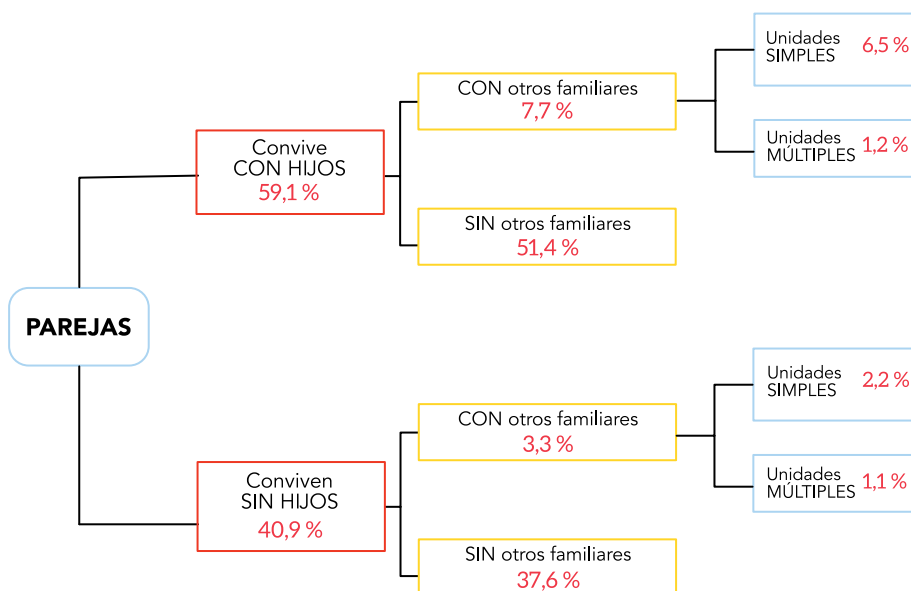 PAREJAS
Convive
CON HIJOS
59,1 %
CON otros familiares
7,7 %
Unidades
SIMPLES
6,5 %
Unidades
MÚLTIPLES
1,2 %
SIN otros familiares
51,4 %
Conviven
SIN HIJOS
40,9 %
CON otros familiares
3,3 %
Unidades
SIMPLES
2,2 %
Unidades
MÚLTIPLES
1,1 %
SIN otros familiares
37,6 %